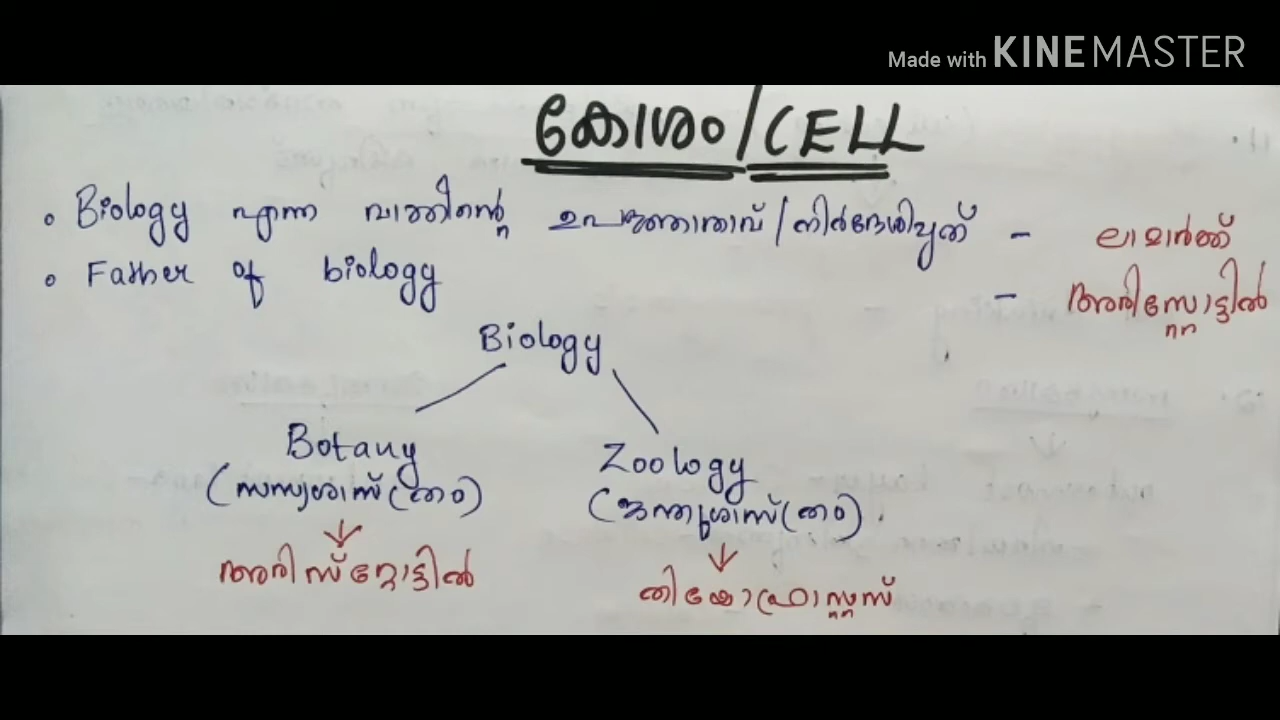 Made with KINEMASTER
കോശം/CELL
• Biology എന്ന വാക്കിന്റെ ഉപജ്ഞാതാവ്/നിർദ്ദേശിച്ചത് - ലാമാർക്ക്
• Father of biology - അരിസ്റ്റോട്ടിൽ
Biology
Botany Zoology
(സസ്യശാസ്ത്രം) (ജന്തുശാസ്ത്രം).
അരിസ്റ്റോട്ടിൽ തിയോഫ്രാസ്റ്റസ്